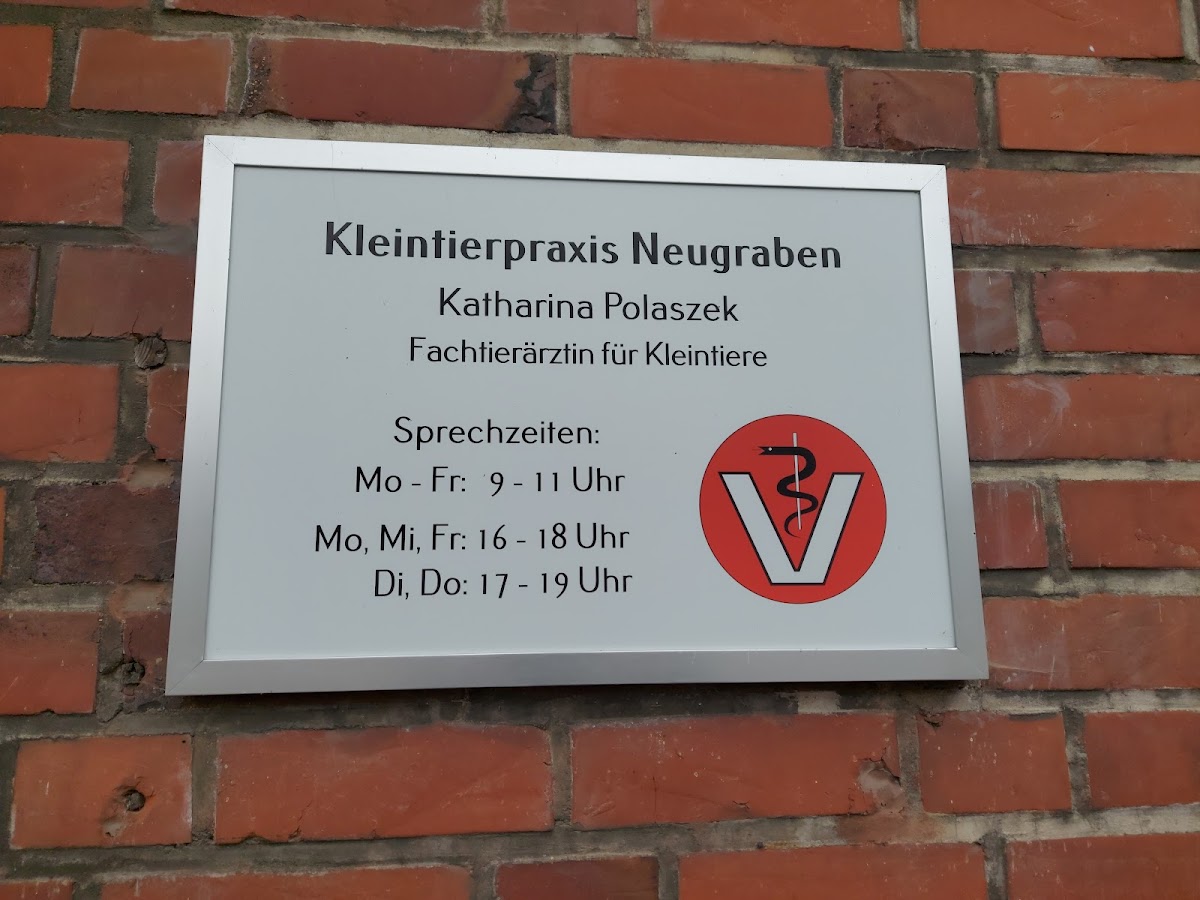 Kleintierpraxis Neugraben
Katharina Polaszek
Fachtierärztin für Kleintiere
Sprechzeiten:
Mo - Fr: 9 - 11 Uhr
Mo, Mi, Fr: 16 - 18 Uhr
Di, Do: 17 - 19 Uhr
V